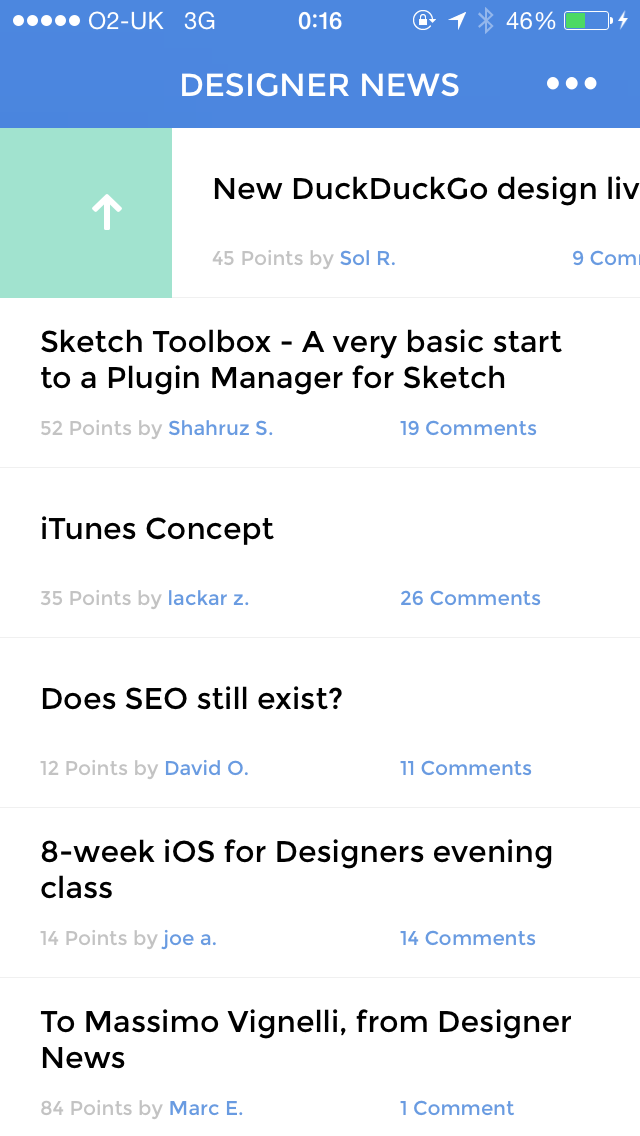 O2-UK 3G 0:16 46%
DESIGNER NEWS
New DuckDuckGo design liv
45 Points by Sol R. 9 Com
Sketch Toolbox - A very basic start
to a Plugin Manager for Sketch
52 Points by Shahruz S. 19 Comments
iTunes Concept
35 Points by lackar z. 26 Comments
Does SEO still exist?
12 Points by David O. 11 Comments
8-week iOS for Designers evening
class
14 Points by joe a. 14 Comments
To Massimo Vignelli, from Designer
News
84 Points by Marc E. 1 Comment